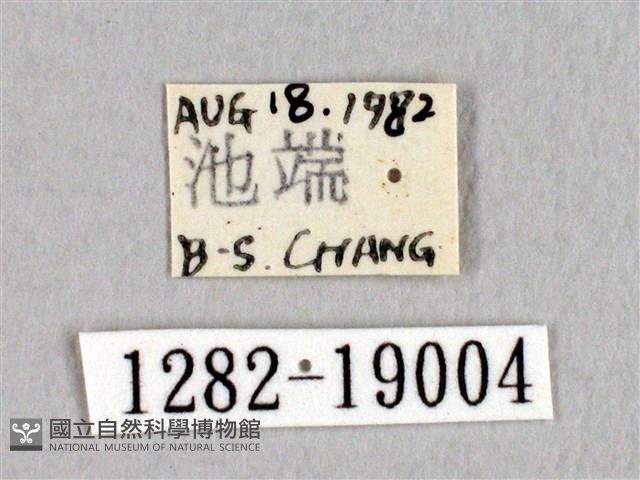 AUG 18.1982
池端
B-S. CHANG
1282-19004
國立自然科學博物館
NATIONAL MUSEUM OF NATURAL SCIENCE